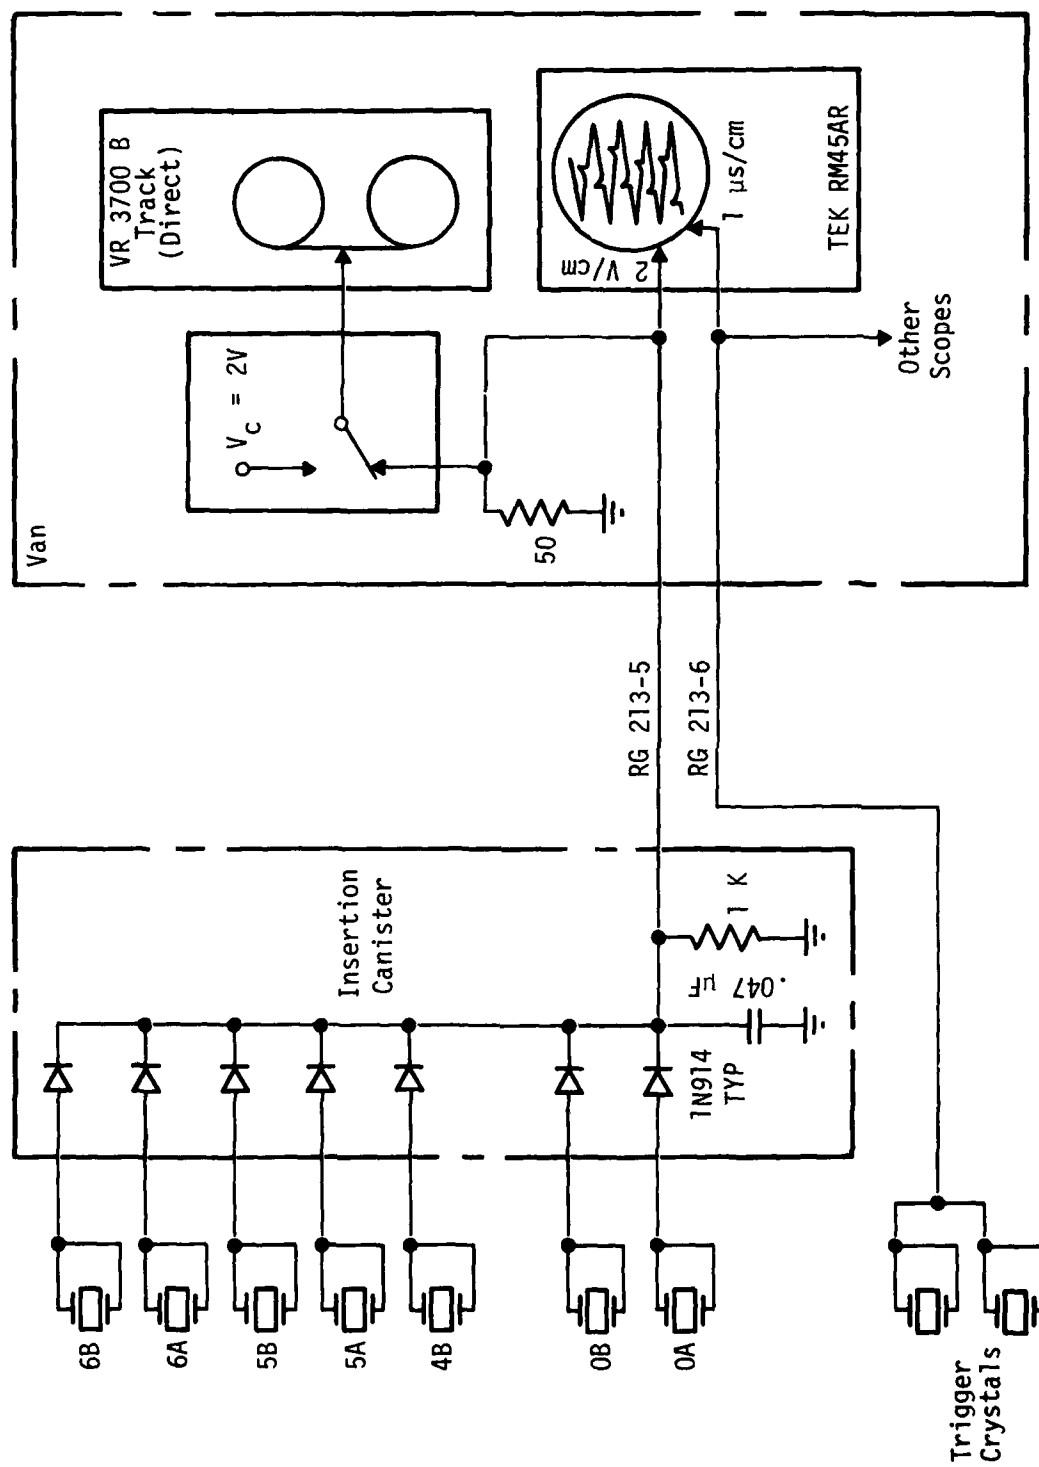 Van
VR 3700 B
Track
(Direct)
V_C = 2V
50
2 V/cm
1 µs/cm
TEK RM45AR
Other
Scopes
RG 213-5
RG 213-6
Insertion
Canister
1 K
.047 µF
1N914
TYP
6B
6A
5B
5A
4B
0B
0A
Trigger
Crystals